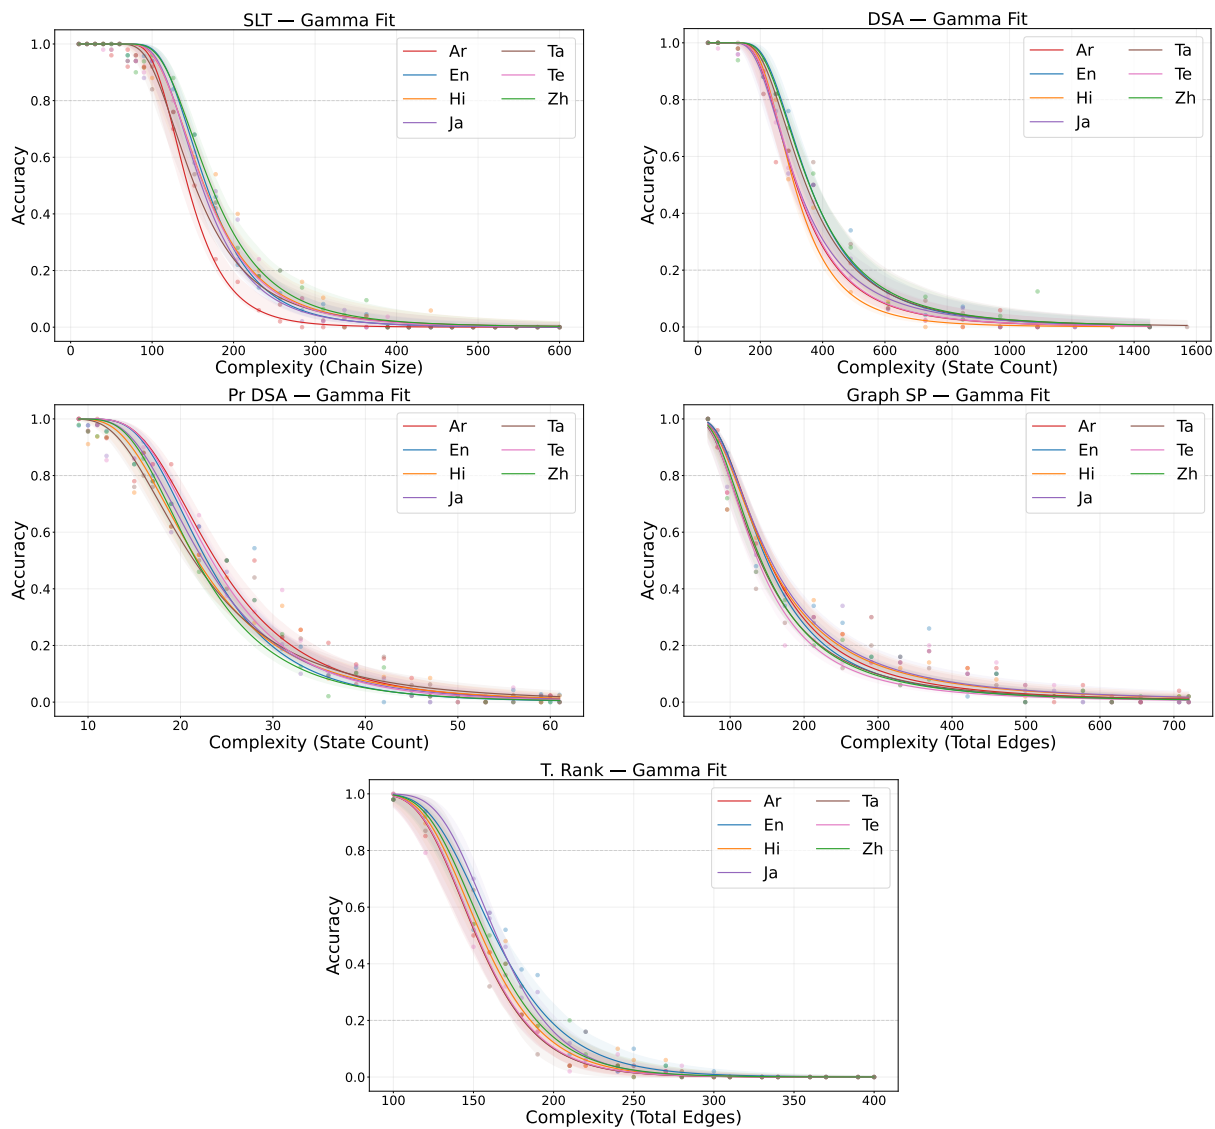 SLT — Gamma Fit
Accuracy
1.0
0.8
0.6
0.4
0.2
0.0
Ar
En
Hi
Ja
Ta
Te
Zh
0 100 200 300 400 500 600
Complexity (Chain Size)
DSA — Gamma Fit
Accuracy
1.0
0.8
0.6
0.4
0.2
0.0
Ar
En
Hi
Ja
Ta
Te
Zh
0 200 400 600 800 1000 1200 1400 1600
Complexity (State Count)
Pr DSA — Gamma Fit
Accuracy
1.0
0.8
0.6
0.4
0.2
0.0
Ar
En
Hi
Ja
Ta
Te
Zh
10 20 30 40 50 60
Complexity (State Count)
Graph SP — Gamma Fit
Accuracy
1.0
0.8
0.6
0.4
0.2
0.0
Ar
En
Hi
Ja
Ta
Te
Zh
100 200 300 400 500 600 700
Complexity (Total Edges)
T. Rank — Gamma Fit
Accuracy
1.0
0.8
0.6
0.4
0.2
0.0
Ar
En
Hi
Ja
Ta
Te
Zh
100 150 200 250 300 350 400
Complexity (Total Edges)